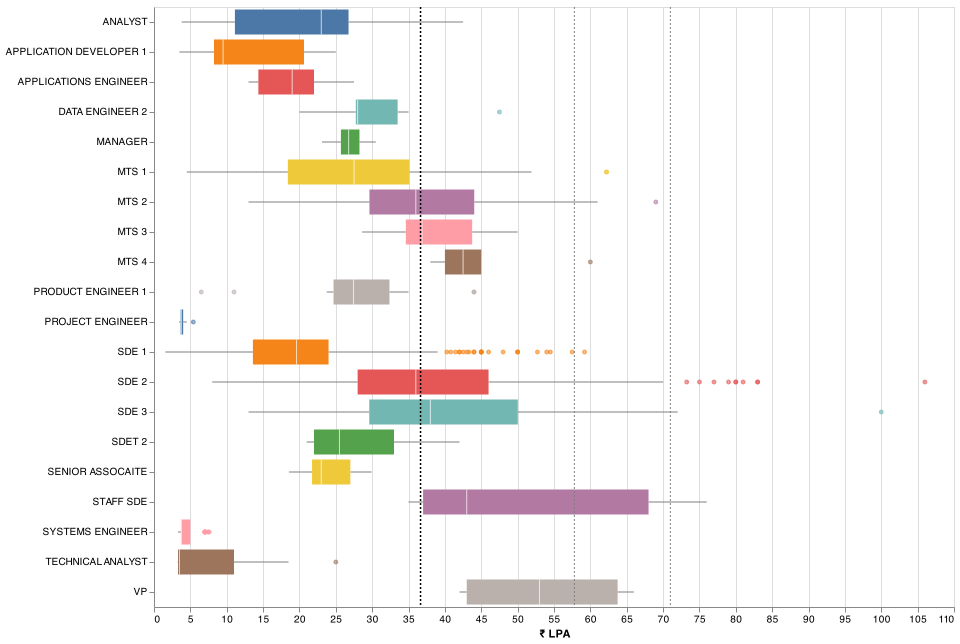 ANALYST
APPLICATION DEVELOPER 1
APPLICATIONS ENGINEER
DATA ENGINEER 2
MANAGER
MTS 1
MTS 2
MTS 3
MTS 4
PRODUCT ENGINEER 1
PROJECT ENGINEER
SDE 1
SDE 2
SDE 3
SDET 2
SENIOR ASSOCAITE
STAFF SDE
SYSTEMS ENGINEER
TECHNICAL ANALYST
VP
0 5 10 15 20 25 30 35 40 45 50 55 60 65 70 75 80 85 90 95 100 105 110
₹ LPA